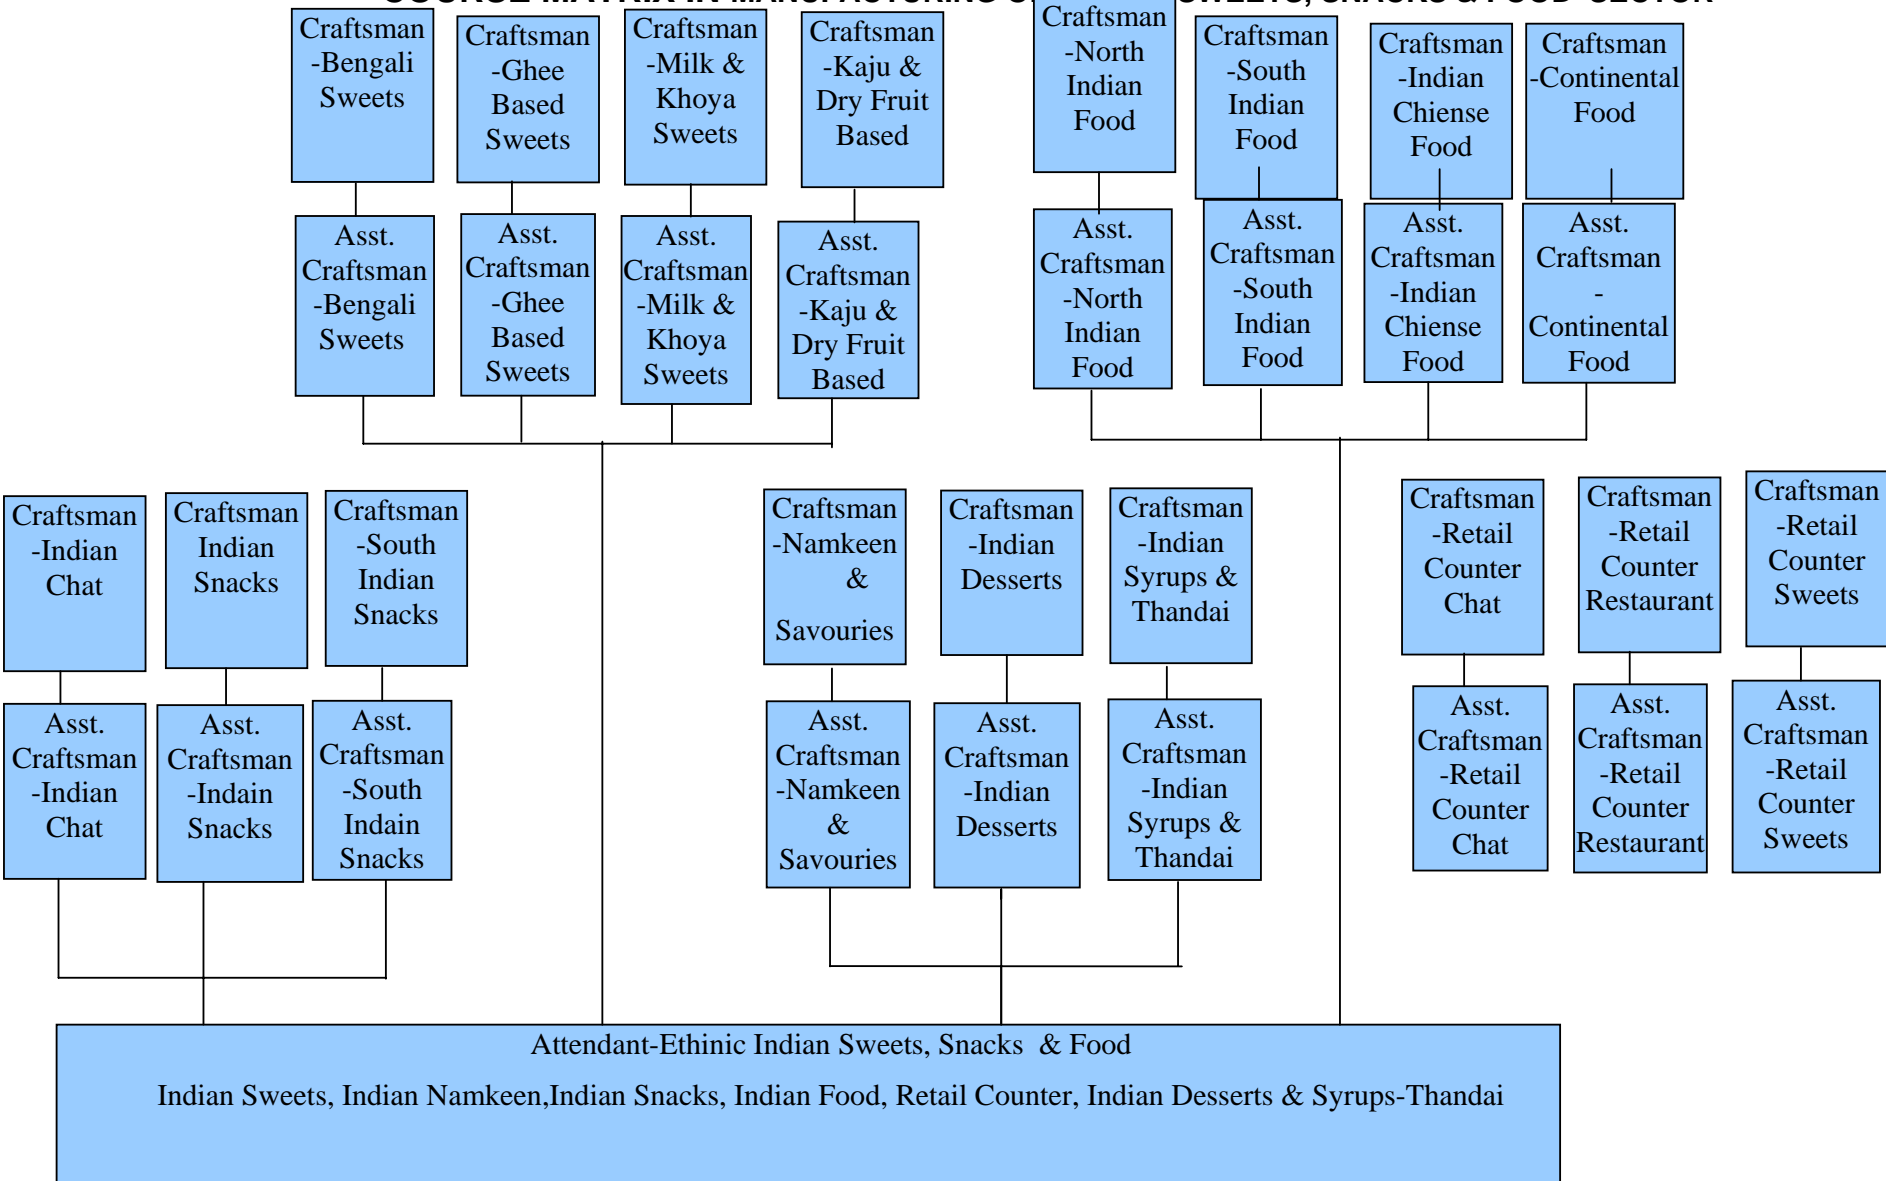 COURSE MATRIX IN MANUFACTURING O SWEETS, SNACKS & FOOD SECTOR
Craftsman
-Bengali
Sweets
Craftsman
-Ghee
Based
Sweets
Craftsman
-Milk &
Khoya
Sweets
Craftsman
-Kaju &
Dry Fruit
Based
Craftsman
-North
Indian
Food
Craftsman
-South
Indian
Food
Craftsman
-Indian
Chiense
Food
Craftsman
-Continental
Food
Asst.
Craftsman
-Bengali
Sweets
Asst.
Craftsman
-Ghee
Based
Sweets
Asst.
Craftsman
-Milk &
Khoya
Sweets
Asst.
Craftsman
-Kaju &
Dry Fruit
Based
Asst.
Craftsman
-North
Indian
Food
Asst.
Craftsman
-South
Indian
Food
Asst.
Craftsman
-Indian
Chiense
Food
Asst.
Craftsman
-
Continental
Food
Craftsman
-Indian
Chat
Craftsman
Indian
Snacks
Craftsman
-South
Indian
Snacks
Craftsman
-Namkeen
&
Savouries
Craftsman
-Indian
Desserts
Craftsman
-Indian
Syrups &
Thandai
Craftsman
-Retail
Counter
Chat
Craftsman
-Retail
Counter
Restaurant
Craftsman
-Retail
Counter
Sweets
Asst.
Craftsman
-Indian
Chat
Asst.
Craftsman
-Indain
Snacks
Asst.
Craftsman
-South
Indain
Snacks
Asst.
Craftsman
-Namkeen
&
Savouries
Asst.
Craftsman
-Indian
Desserts
Asst.
Craftsman
-Indian
Syrups &
Thandai
Asst.
Craftsman
-Retail
Counter
Chat
Asst.
Craftsman
-Retail
Counter
Restaurant
Asst.
Craftsman
-Retail
Counter
Sweets
Attendant-Ethinic Indian Sweets, Snacks & Food
Indian Sweets, Indian Namkeen,Indian Snacks, Indian Food, Retail Counter, Indian Desserts & Syrups-Thandai